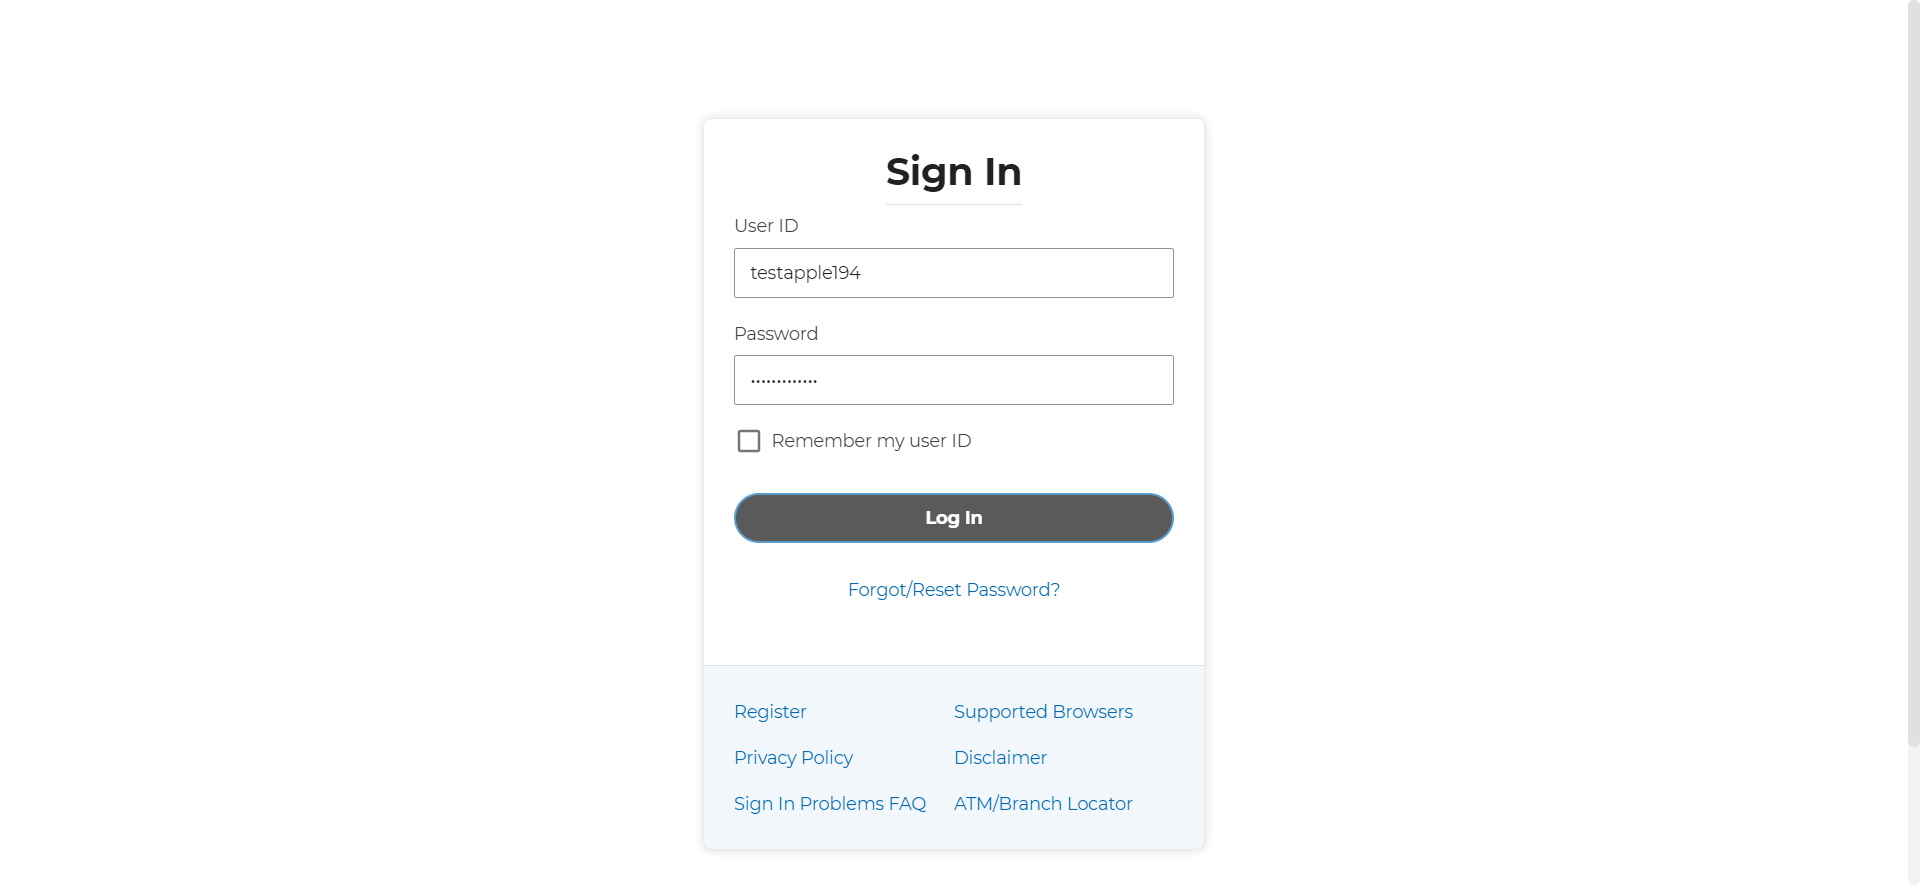 Sign In
User ID
testapple194
Password
•••••••••••••
Remember my user ID
Log In
Forgot/Reset Password?
Register
Supported Browsers
Privacy Policy
Disclaimer
Sign In Problems FAQ
ATM/Branch Locator